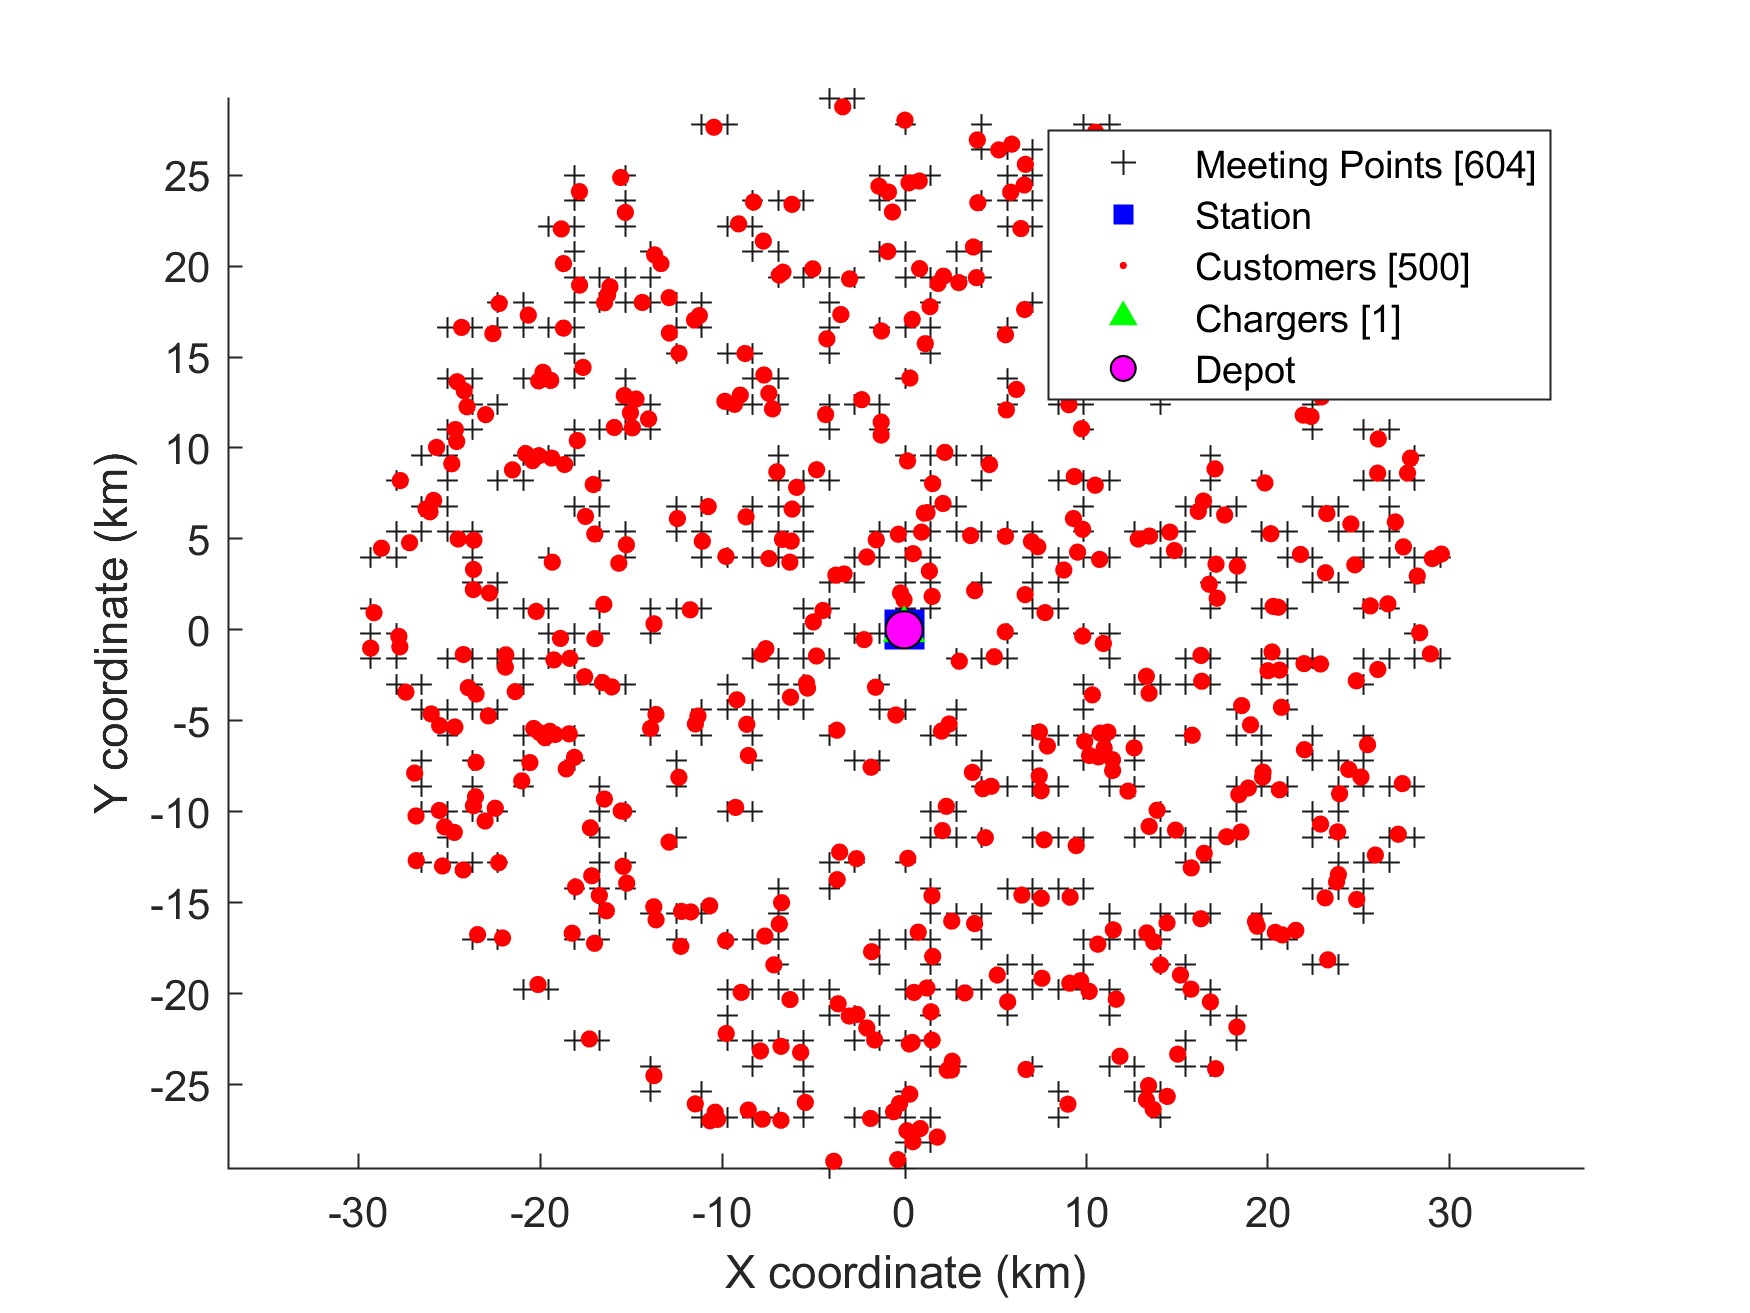 Meeting Points [604]
Station
Customers [500]
Chargers [1]
Depot
25
20
15
10
5
0
-5
-10
-15
-20
-25
Y coordinate (km)
-30 -20 -10 0 10 20 30
X coordinate (km)